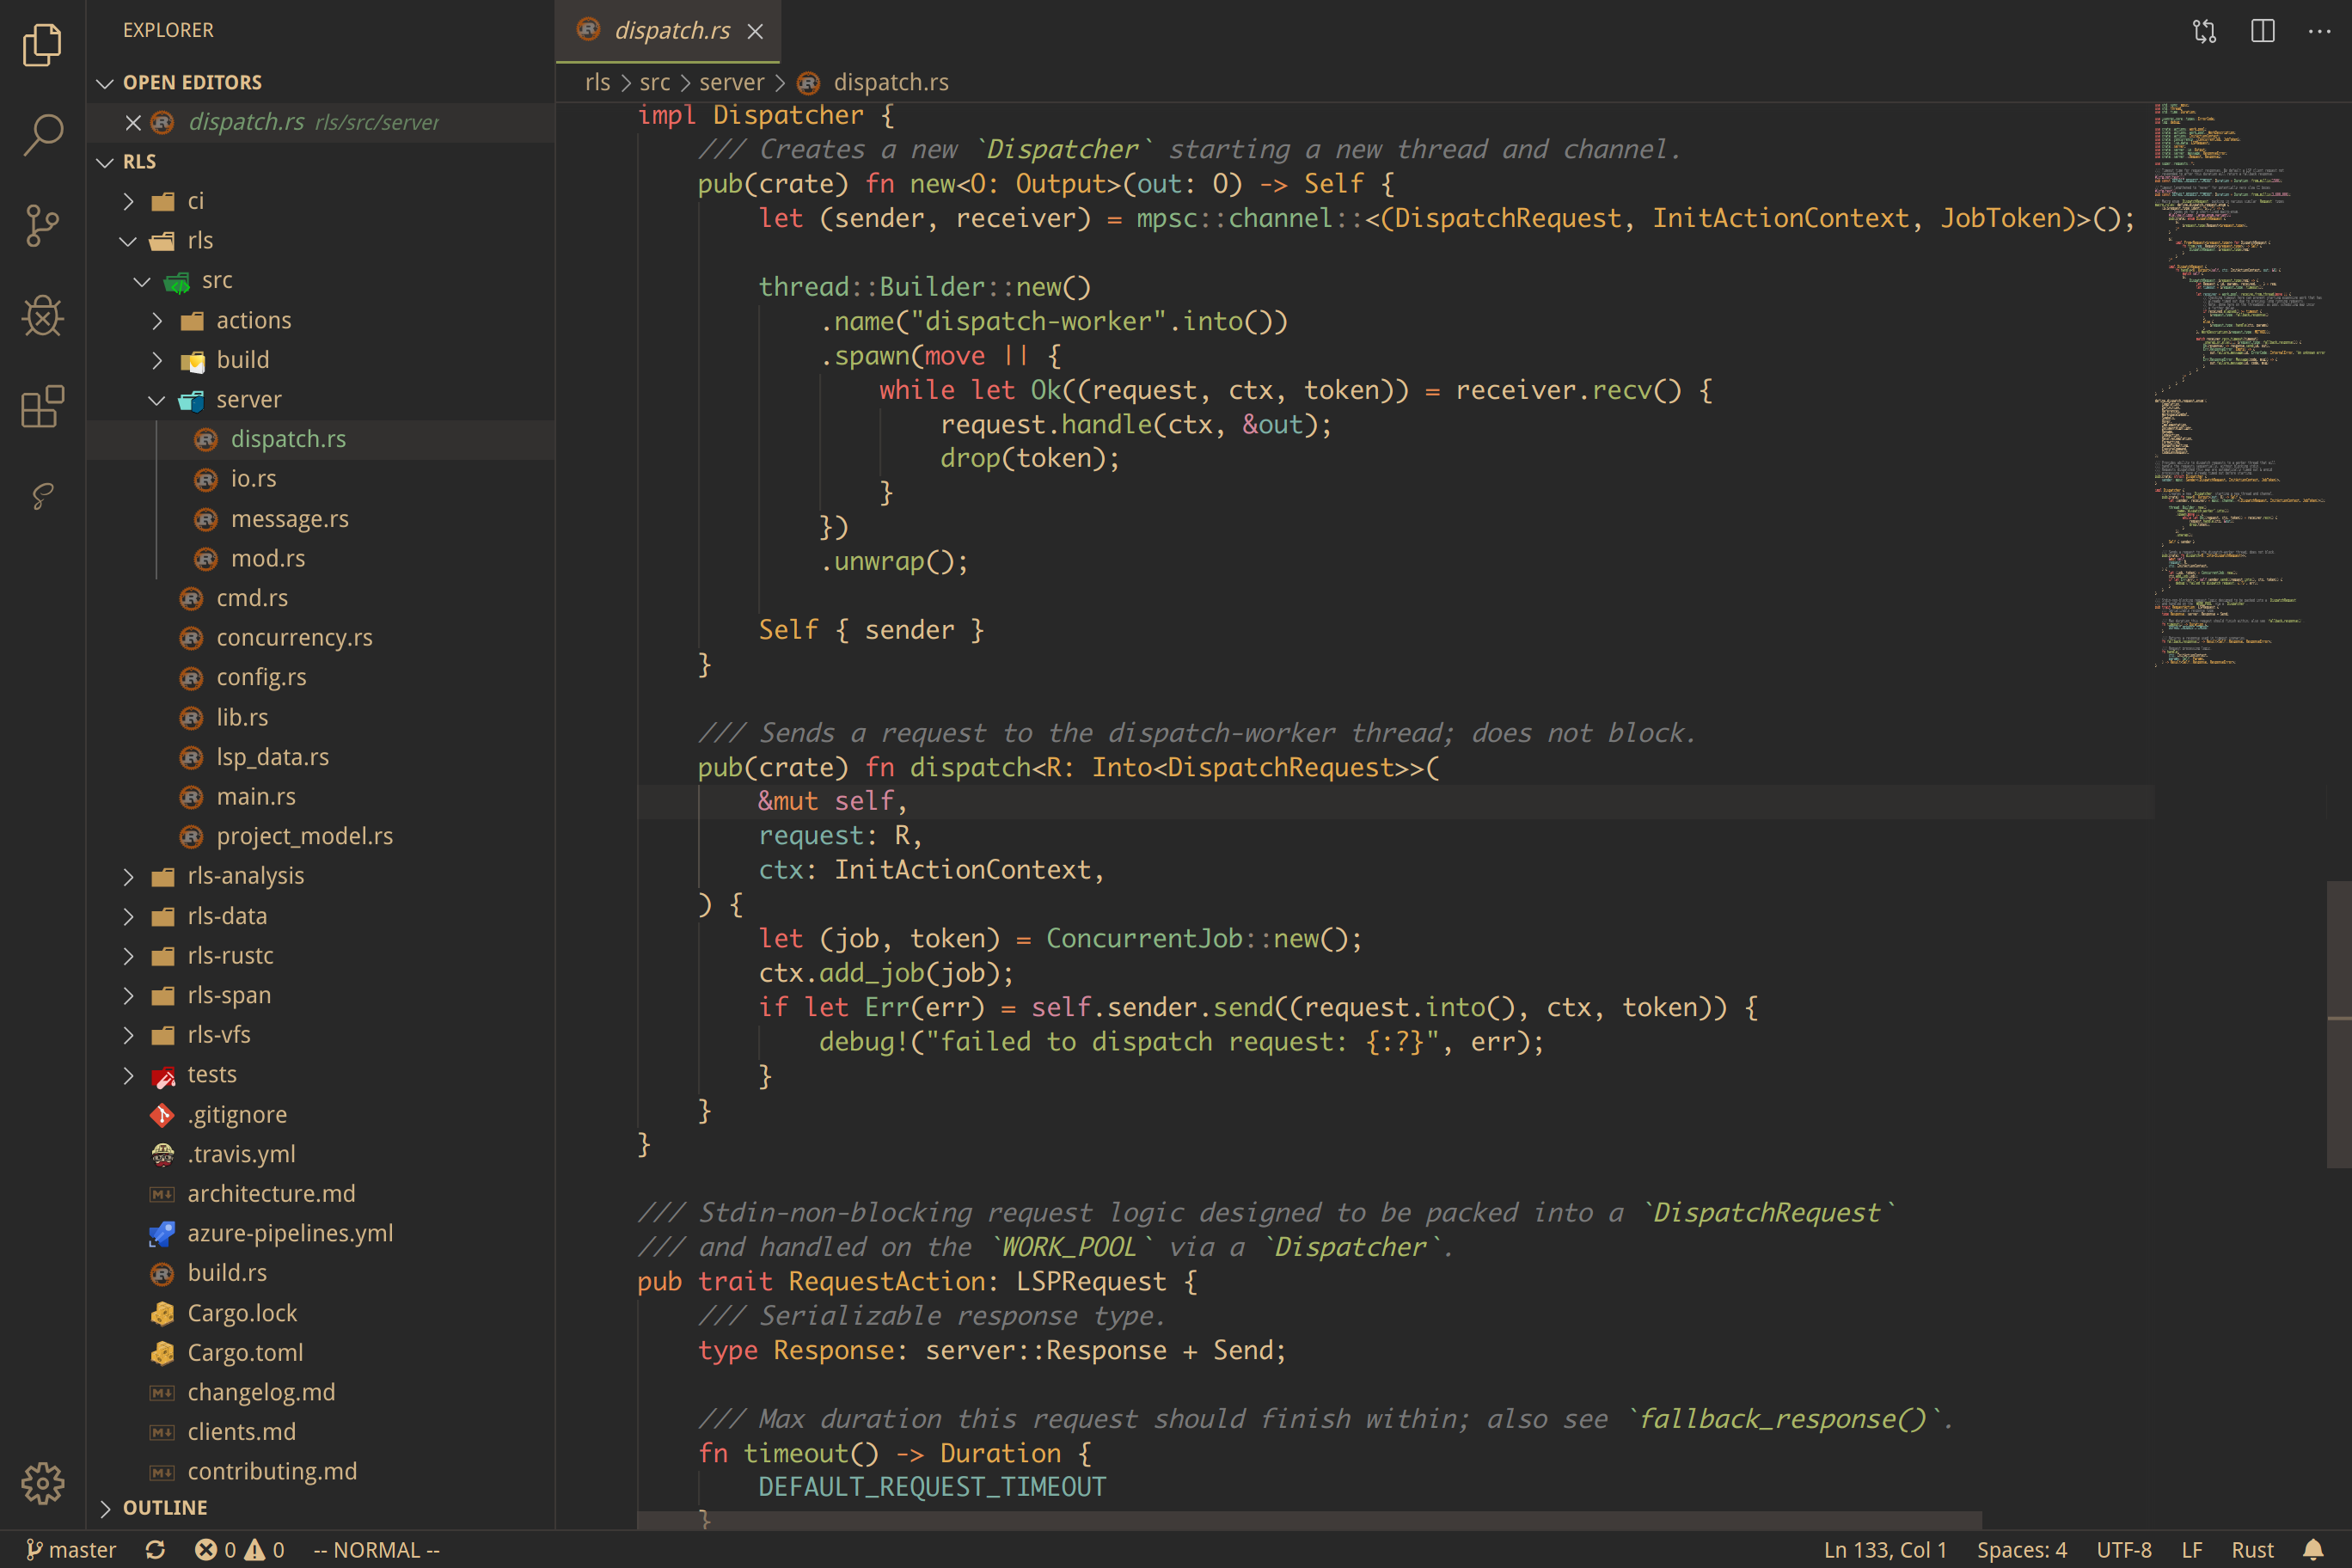 EXPLORER
OPEN EDITORS
dispatch.rs rls/src/server
RLS
ci
rls
src
actions
build
server
dispatch.rs
io.rs
message.rs
mod.rs
cmd.rs
concurrency.rs
config.rs
lib.rs
lsp_data.rs
main.rs
project_model.rs
rls-analysis
rls-data
rls-rustc
rls-span
rls-vfs
tests
.gitignore
.travis.yml
architecture.md
azure-pipelines.yml
build.rs
Cargo.lock
Cargo.toml
changelog.md
clients.md
contributing.md
OUTLINE
dispatch.rs
rls > src > server > dispatch.rs
impl Dispatcher {
    /// Creates a new `Dispatcher` starting a new thread and channel.
    pub(crate) fn new<O: Output>(out: O) -> Self {
        let (sender, receiver) = mpsc::channel::<(DispatchRequest, InitActionContext, JobToken)>();
        thread::Builder::new()
            .name("dispatch-worker".into())
            .spawn(move || {
                while let Ok((request, ctx, token)) = receiver.recv() {
                    request.handle(ctx, &out);
                    drop(token);
                }
            })
            .unwrap();
        Self { sender }
    }
    /// Sends a request to the dispatch-worker thread; does not block.
    pub(crate) fn dispatch<R: Into<DispatchRequest>>(
        &mut self,
        request: R,
        ctx: InitActionContext,
    ) {
        let (job, token) = ConcurrentJob::new();
        ctx.add_job(job);
        if let Err(err) = self.sender.send((request.into(), ctx, token)) {
            debug!("failed to dispatch request: {:?}", err);
        }
    }
}
/// Stdin-non-blocking request logic designed to be packed into a `DispatchRequest`
/// and handled on the `WORK_POOL` via a `Dispatcher`.
pub trait RequestAction: LSPRequest {
    /// Serializable response type.
    type Response: server::Response + Send;
    /// Max duration this request should finish within; also see `fallback_response()`.
    fn timeout() -> Duration {
        DEFAULT_REQUEST_TIMEOUT
    }
master 0 0 -- NORMAL -- Ln 133, Col 1 Spaces: 4 UTF-8 LF Rust